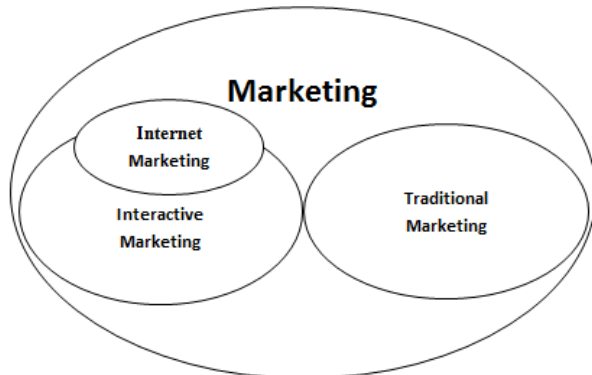 Marketing
Internet
Marketing
Interactive
Marketing
Traditional
Marketing